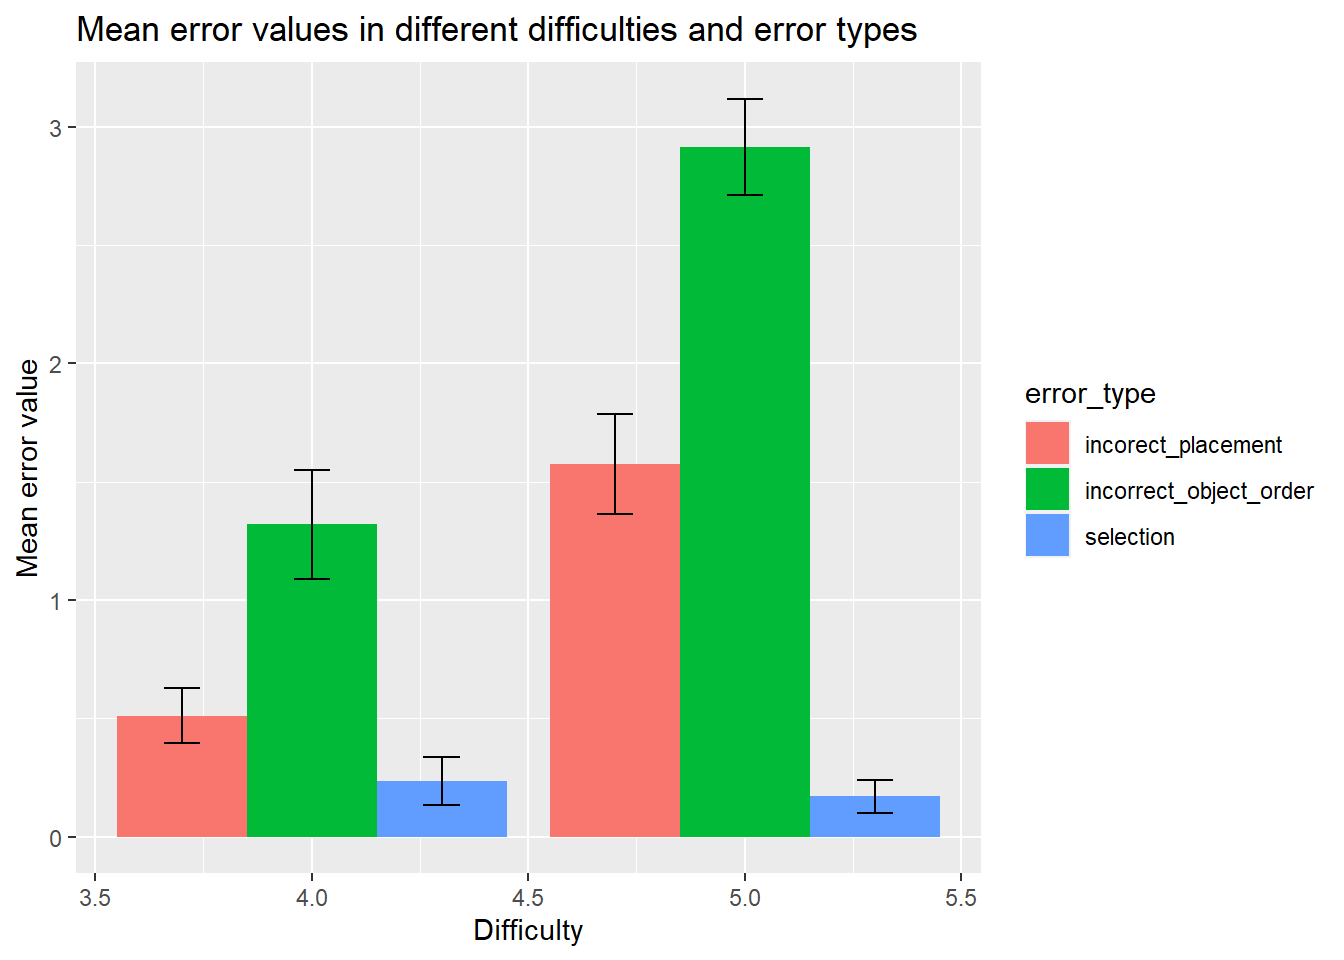 Mean error values in different difficulties and error types
Mean error value
3
2
1
0
3.5 4.0 4.5 5.0 5.5
Difficulty
error_type
incorect_placement
incorrect_object_order
selection